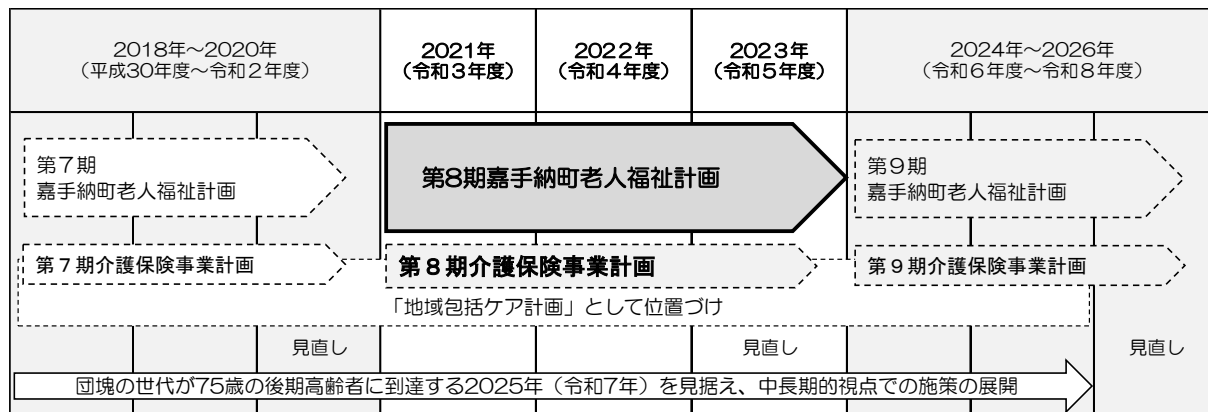 2018年～2020年
（平成30年度～令和２年度）
2021年
（令和３年度）
2022年
（令和４年度）
2023年
（令和５年度）
2024年～2026年
（令和６年度～令和８年度）
第７期
嘉手納町老人福祉計画
第8期嘉手納町老人福祉計画
第９期
嘉手納町老人福祉計画
第７期介護保険事業計画
第８期介護保険事業計画
第９期介護保険事業計画
「地域包括ケア計画」として位置づけ
見直し
見直し
見直し
団塊の世代が75歳の後期高齢者に到達する2025年（令和7年）を見据え、中長期的視点での施策の展開